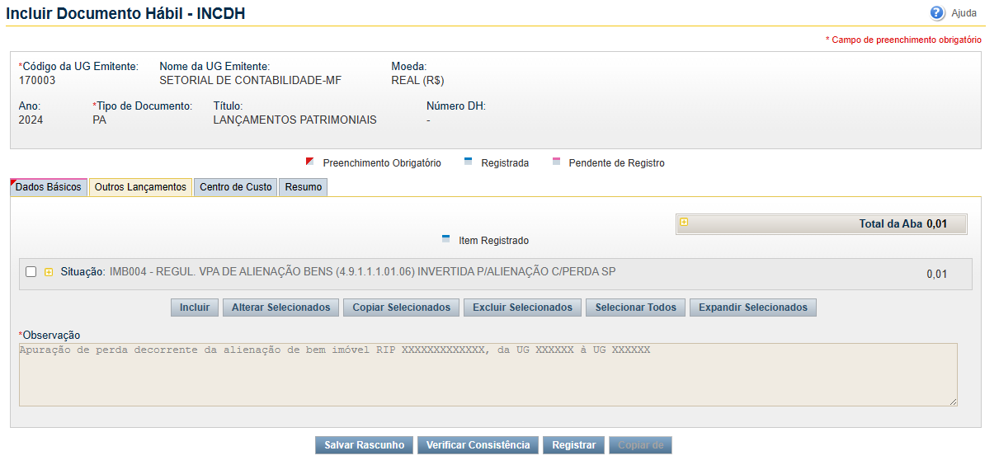 Incluir Documento Hábil - INCDH
Ajuda
* Campo de preenchimento obrigatório
*Código da UG Emitente: Nome da UG Emitente: Moeda:
170003 SETORIAL DE CONTABILIDADE-MF REAL (R$)
Ano: *Tipo de Documento: Título: Número DH:
2024 PA LANÇAMENTOS PATRIMONIAIS -
Preenchimento Obrigatório Registrada Pendente de Registro
Dados Básicos Outros Lançamentos Centro de Custo Resumo
Total da Aba 0,01
Item Registrado
Situação: IMB004 - REGUL. VPA DE ALIENAÇÃO BENS (4.9.1.1.1.01.06) INVERTIDA P/ALIENAÇÃO C/PERDA SP 0,01
Incluir Alterar Selecionados Copiar Selecionados Excluir Selecionados Selecionar Todos Expandir Selecionados
*Observação
Apuração de perda decorrente da alienação de bem imóvel RIP XXXXXXXXXXXXX, da UG XXXXXX à UG XXXXXX
Salvar Rascunho Verificar Consistência Registrar Copiar de